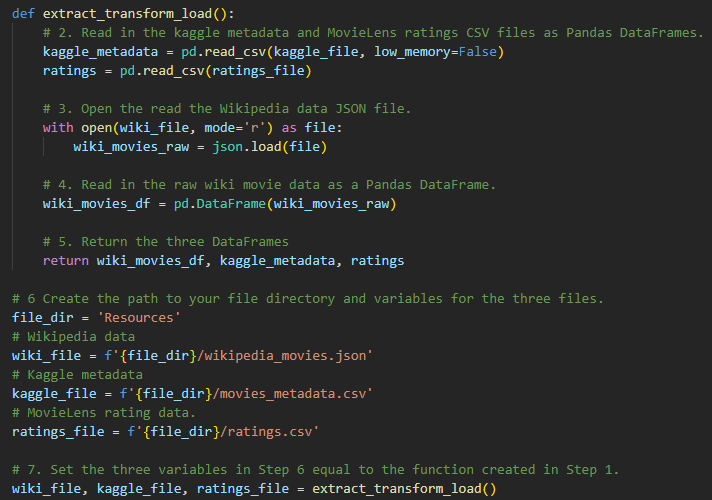 def extract_transform_load():
    # 2. Read in the kaggle metadata and MovieLens ratings CSV files as Pandas DataFrames.
    kaggle_metadata = pd.read_csv(kaggle_file, low_memory=False)
    ratings = pd.read_csv(ratings_file)

    # 3. Open the read the Wikipedia data JSON file.
    with open(wiki_file, mode='r') as file:
        wiki_movies_raw = json.load(file)

    # 4. Read in the raw wiki movie data as a Pandas DataFrame.
    wiki_movies_df = pd.DataFrame(wiki_movies_raw)

    # 5. Return the three DataFrames
    return wiki_movies_df, kaggle_metadata, ratings

# 6 Create the path to your file directory and variables for the three files.
file_dir = 'Resources'
# Wikipedia data
wiki_file = f'{file_dir}/wikipedia_movies.json'
# Kaggle metadata
kaggle_file = f'{file_dir}/movies_metadata.csv'
# MovieLens rating data.
ratings_file = f'{file_dir}/ratings.csv'

# 7. Set the three variables in Step 6 equal to the function created in Step 1.
wiki_file, kaggle_file, ratings_file = extract_transform_load()